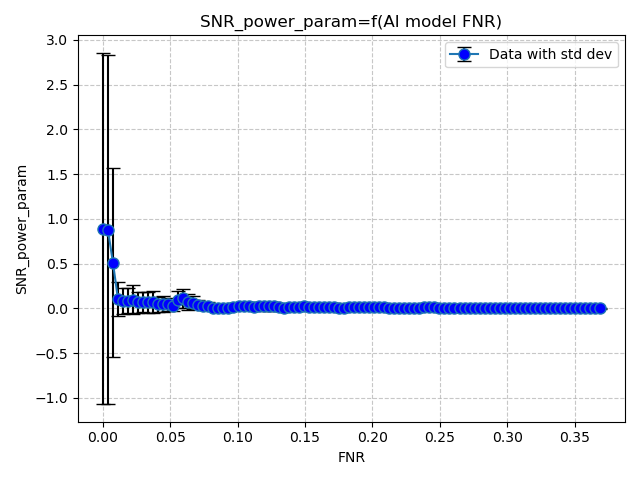 SNR_power_param=f(AI model FNR)
Data with std dev
SNR_power_param
3.0
2.5
2.0
1.5
1.0
0.5
0.0
−0.5
−1.0
0.00 0.05 0.10 0.15 0.20 0.25 0.30 0.35
FNR